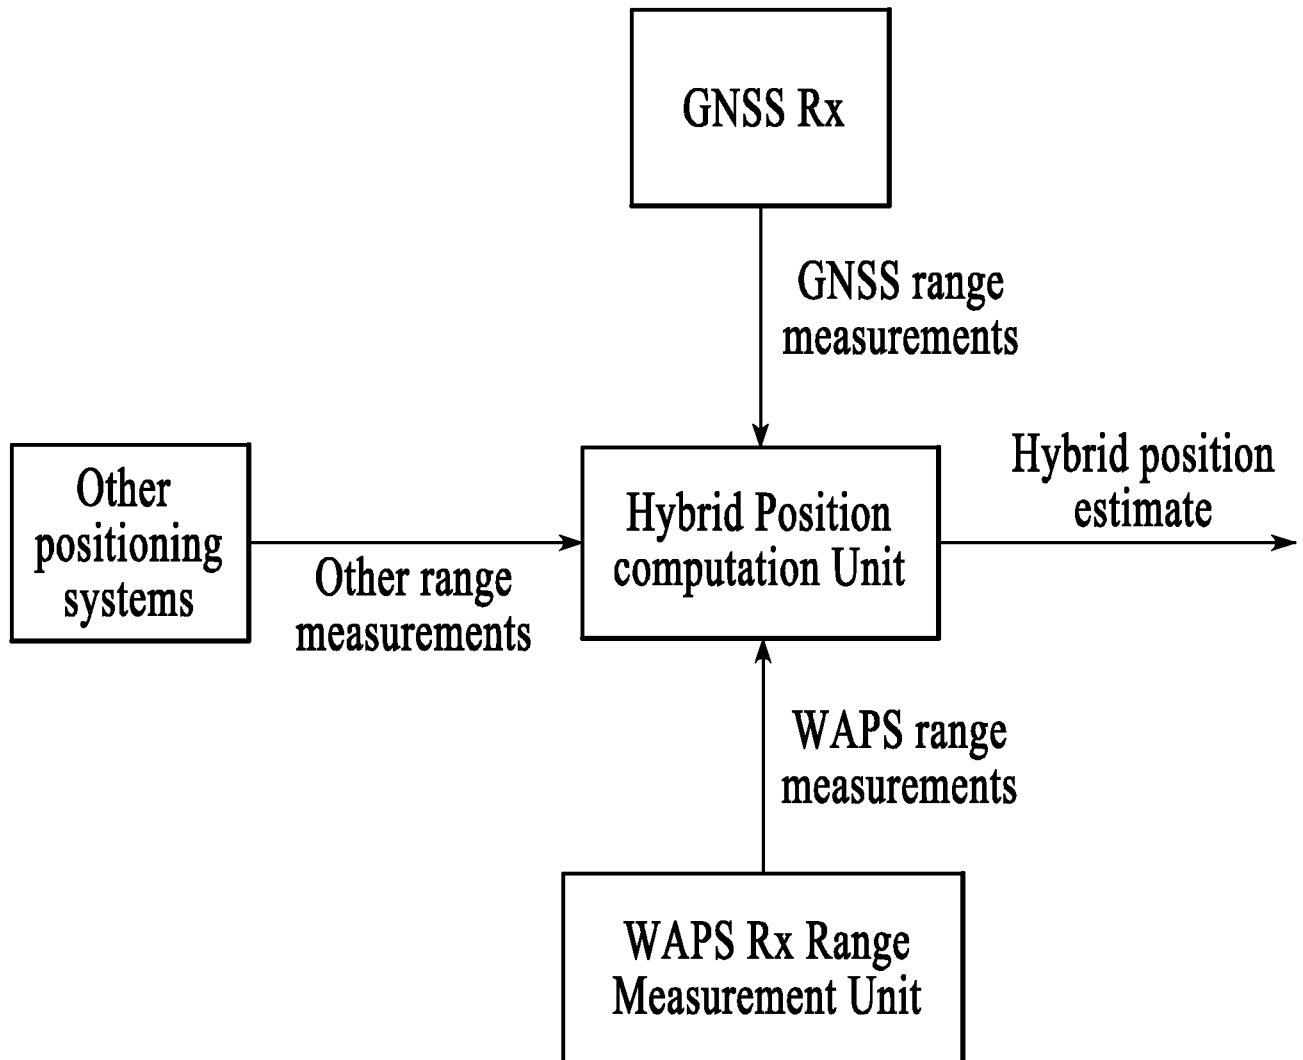 GNSS Rx
GNSS range
measurements
Other
positioning
systems
Other range
measurements
Hybrid Position
computation Unit
Hybrid position
estimate
WAPS range
measurements
WAPS Rx Range
Measurement Unit